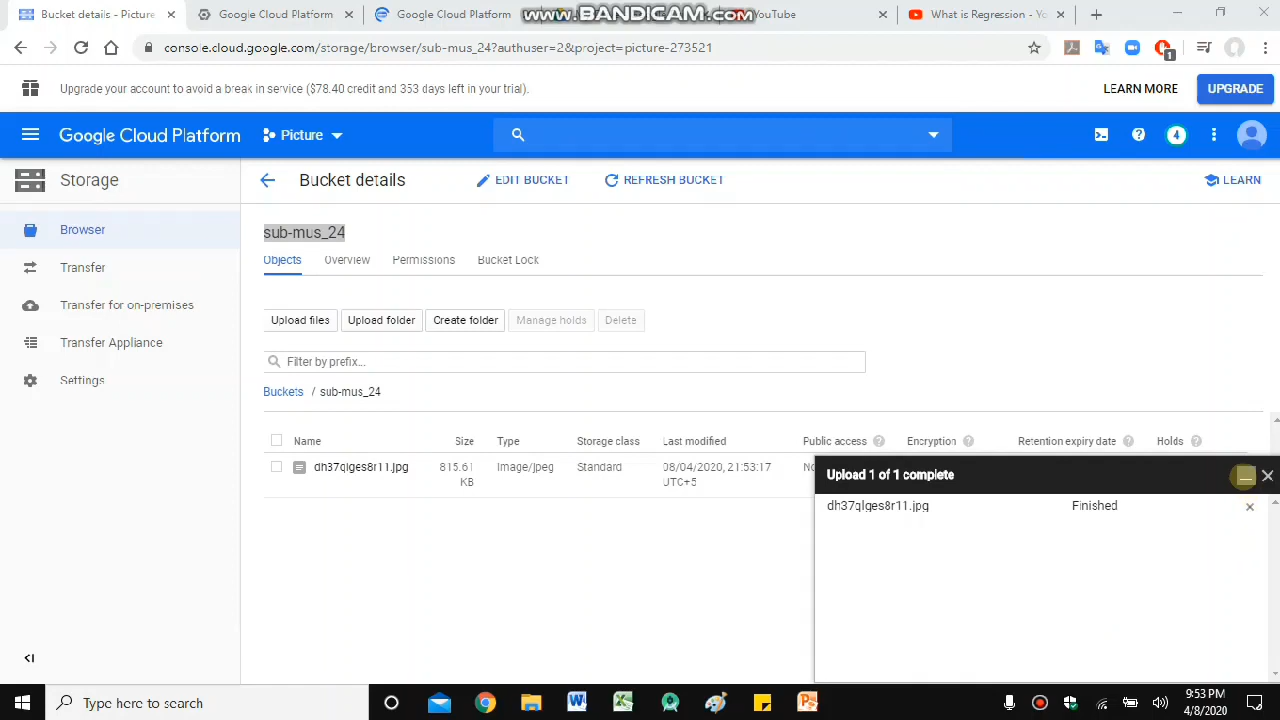 Bucket details - Picture
Google Cloud Platform
Google Cloud Platform
www.BANDICAM.com
YouTube
What is Regression - Yo
console.cloud.google.com/storage/browser/sub-mus_24?authuser=2&project=picture-273521
1
Upgrade your account to avoid a break in service ($78.40 credit and 353 days left in your trial).
LEARN MORE
UPGRADE
Google Cloud Platform
Picture
4
Storage
Bucket details
EDIT BUCKET
REFRESH BUCKET
LEARN
Browser
Transfer
Transfer for on-premises
Transfer Appliance
Settings
sub-mus_24
Objects Overview Permissions Bucket Lock
Upload files Upload folder Create folder Manage holds Delete
Filter by prefix...
Buckets / sub-mus_24
Name Size Type Storage class Last modified Public access Encryption Retention expiry date Holds
dh37qlges8r11.jpg 815.61 KB image/jpeg Standard 08/04/2020, 21:53:17 UTC+5
Upload 1 of 1 complete
dh37qlges8r11.jpg Finished
Type here to search
9:53 PM
4/8/2020